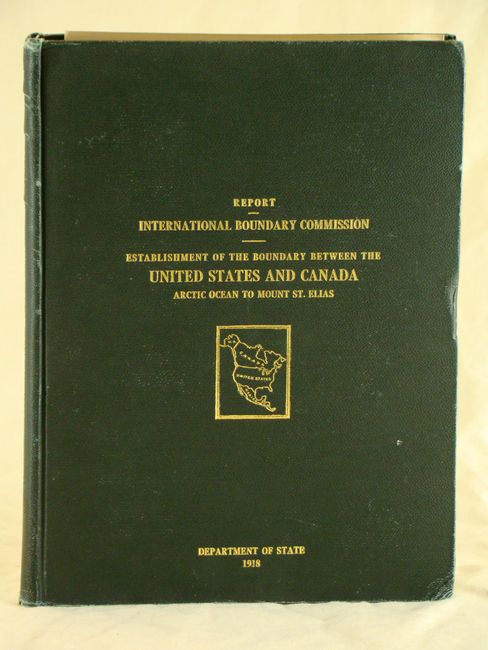 REPORT
INTERNATIONAL BOUNDARY COMMISSION
ESTABLISHMENT OF THE BOUNDARY BETWEEN THE
UNITED STATES AND CANADA
ARCTIC OCEAN TO MOUNT ST. ELIAS
Canada
UNITED STATES
DEPARTMENT OF STATE
1918